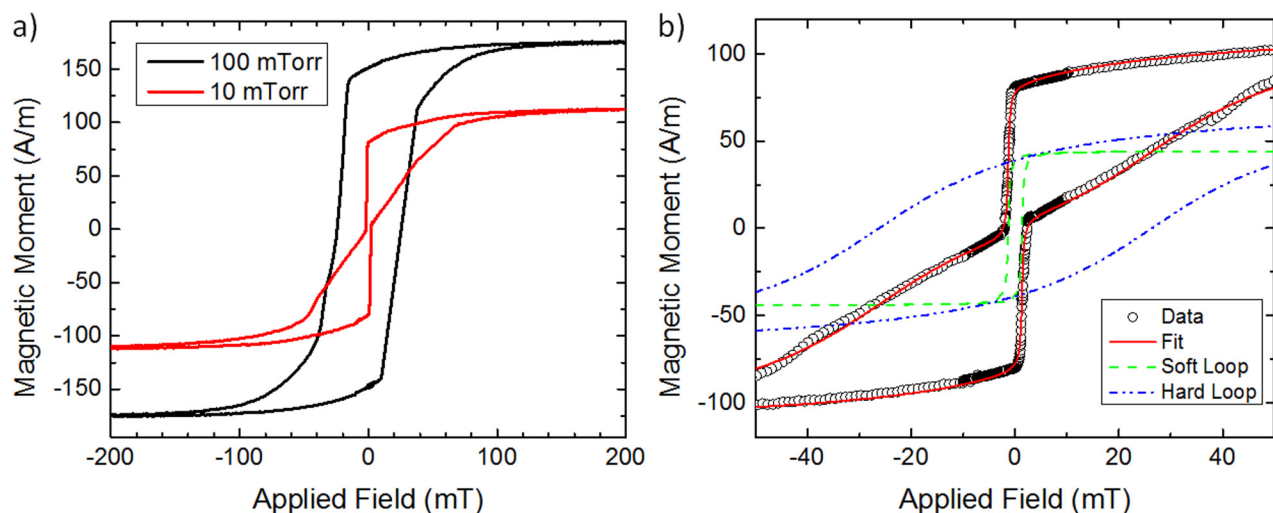 a)
100 mTorr
10 mTorr
150
100
50
0
-50
-100
-150
-200
-100
0
100
200
Magnetic Moment (A/m)
Applied Field (mT)
b)
100
50
0
-50
-100
-40
-20
0
20
40
Magnetic Moment (A/m)
Applied Field (mT)
Data
Fit
Soft Loop
Hard Loop